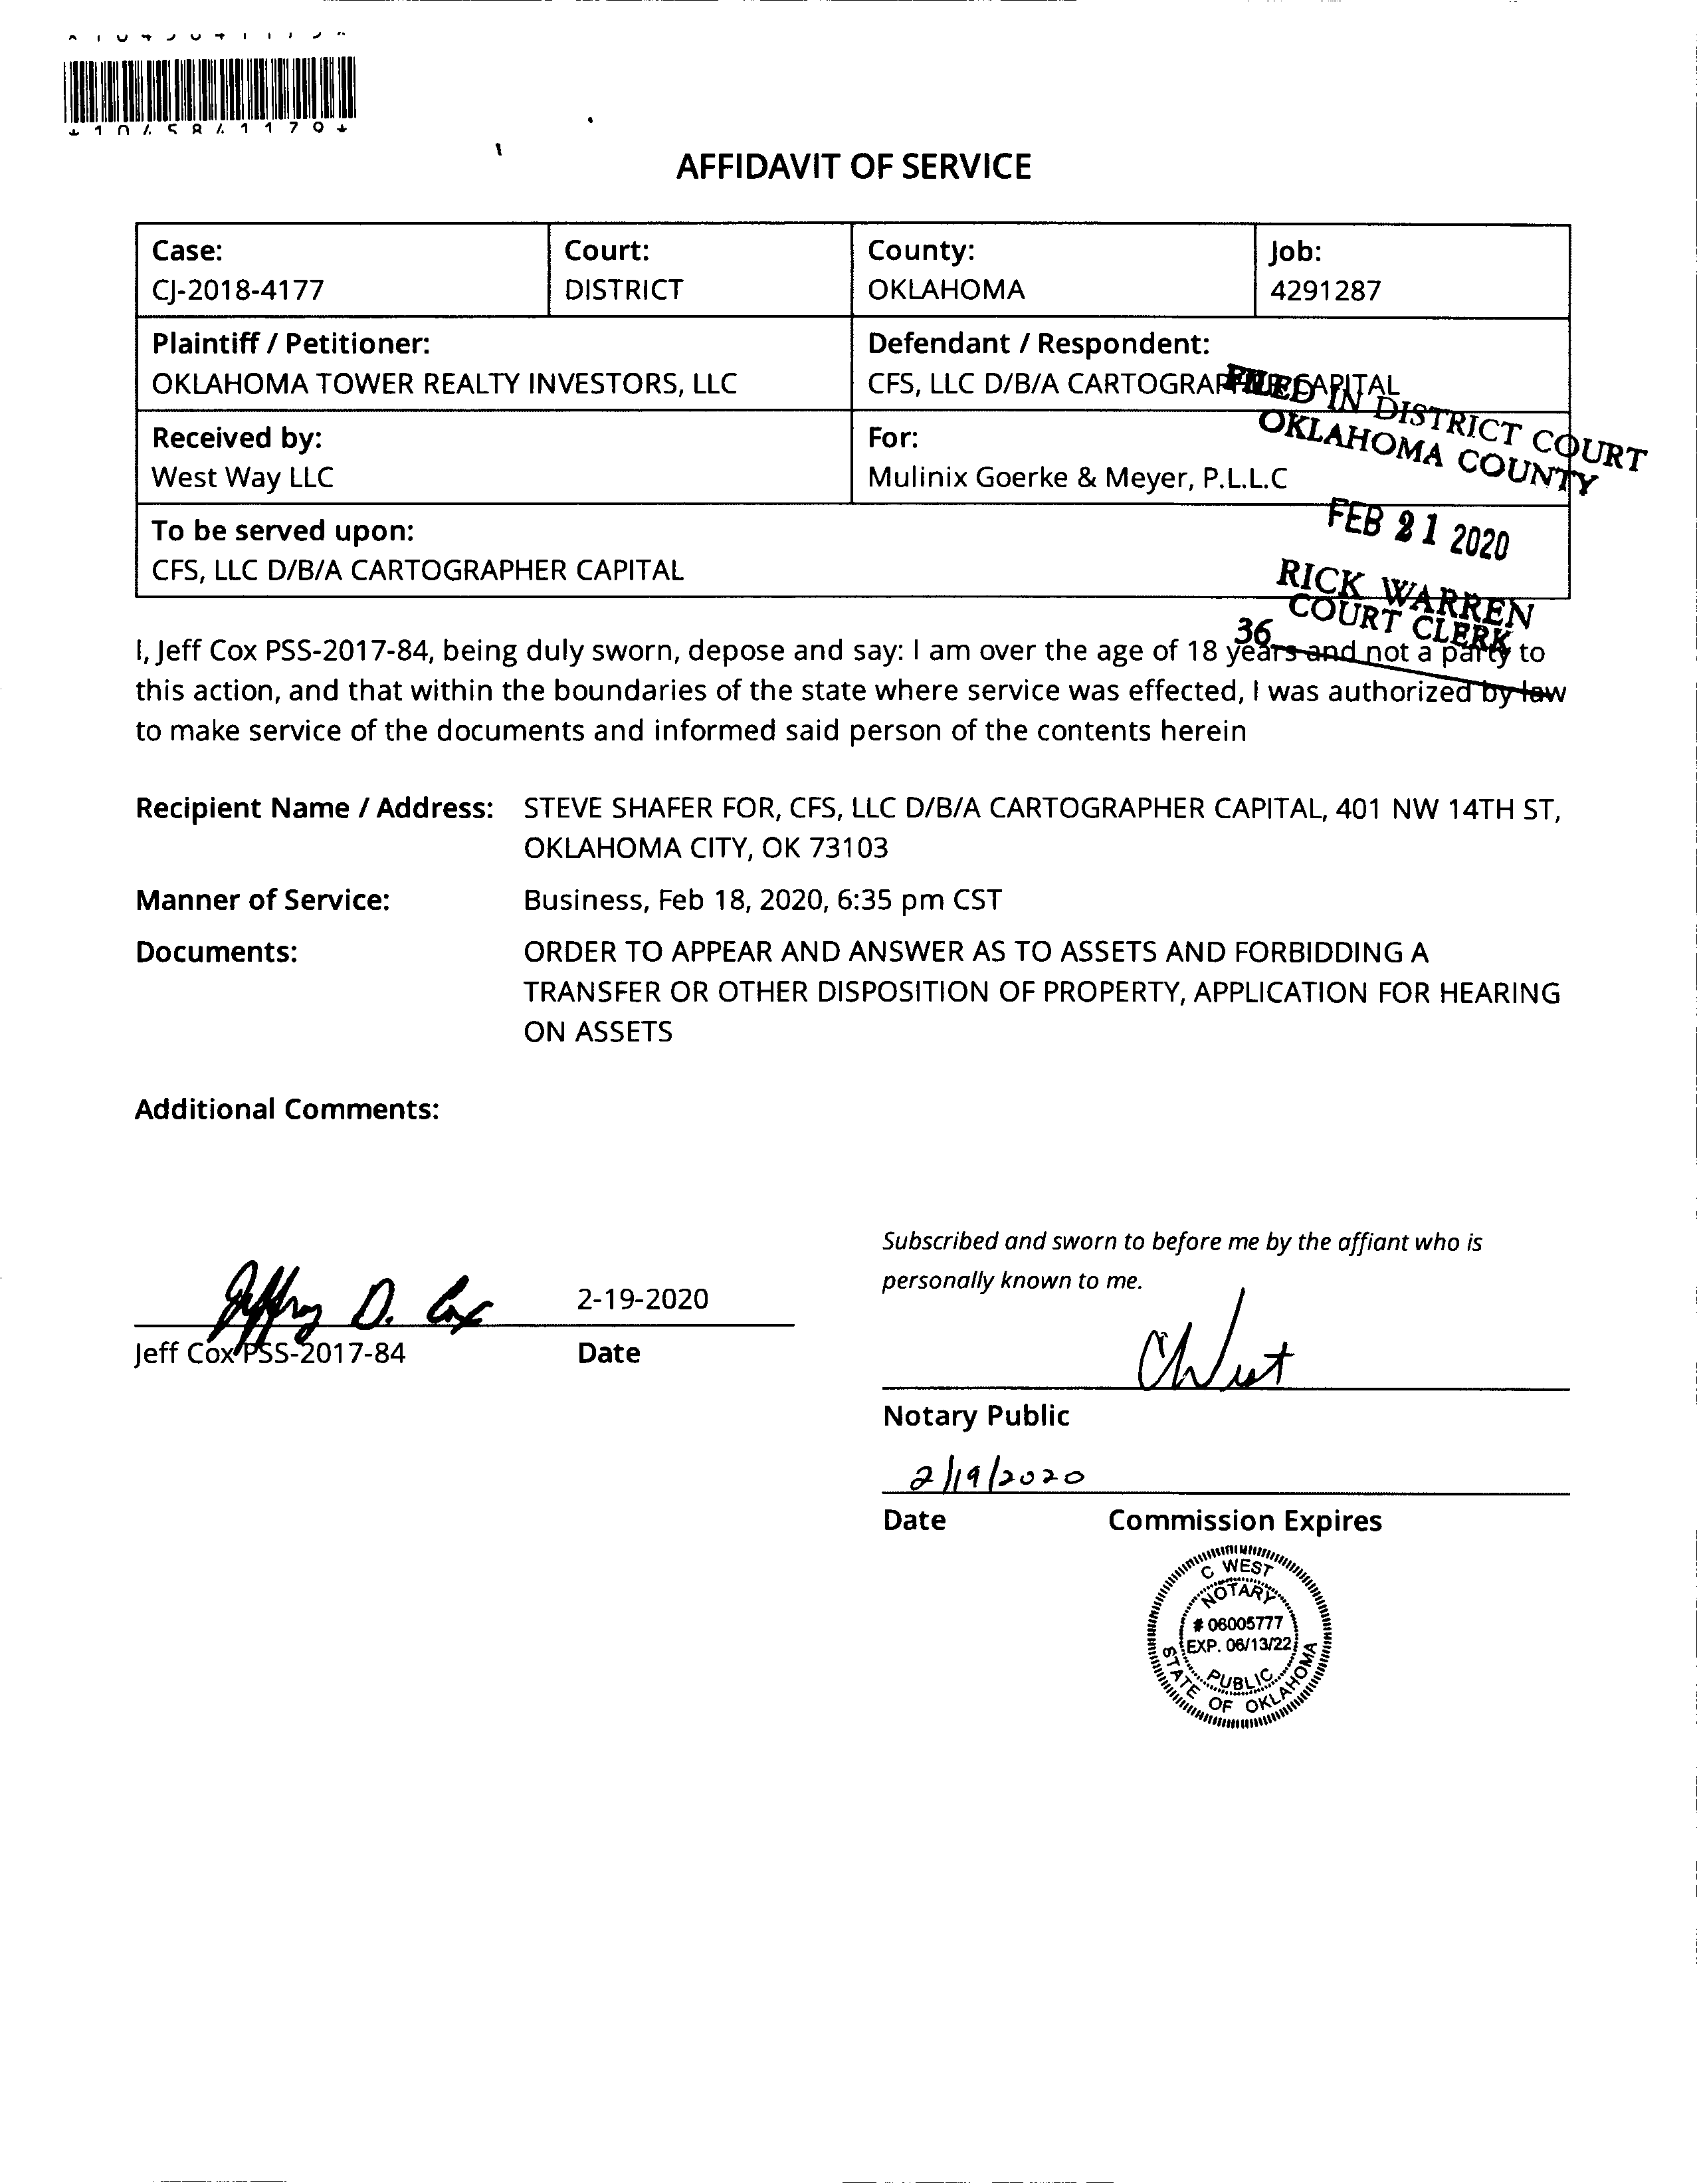 *1045841179*
AFFIDAVIT OF SERVICE
Case:
CJ-2018-4177
Court:
DISTRICT
County:
OKLAHOMA
Job:
4291287
Plaintiff / Petitioner:
OKLAHOMA TOWER REALTY INVESTORS, LLC
Defendant / Respondent:
CFS, LLC D/B/A CARTOGRAPHER CAPITAL
FILED IN DISTRICT COURT
OKLAHOMA COUNTY
Received by:
West Way LLC
For:
Mulinix Goerke & Meyer, P.L.L.C
To be served upon:
CFS, LLC D/B/A CARTOGRAPHER CAPITAL
FEB 21 2020
RICK WARREN
COURT CLERK
36
I, Jeff Cox PSS-2017-84, being duly sworn, depose and say: I am over the age of 18 years and not a party to
this action, and that within the boundaries of the state where service was effected, I was authorized by law
to make service of the documents and informed said person of the contents herein
Recipient Name / Address: STEVE SHAFER FOR, CFS, LLC D/B/A CARTOGRAPHER CAPITAL, 401 NW 14TH ST,
OKLAHOMA CITY, OK 73103
Manner of Service: Business, Feb 18, 2020, 6:35 pm CST
Documents: ORDER TO APPEAR AND ANSWER AS TO ASSETS AND FORBIDDING A
TRANSFER OR OTHER DISPOSITION OF PROPERTY, APPLICATION FOR HEARING
ON ASSETS
Additional Comments:
Jeffrey D. Cox 2-19-2020
Jeff Cox PSS-2017-84 Date
Subscribed and sworn to before me by the affiant who is
personally known to me.
C West
Notary Public
2/19/2020
Date Commission Expires
C WEST
NOTARY
# 06005777
EXP. 06/13/22
PUBLIC
STATE OF OKLAHOMA